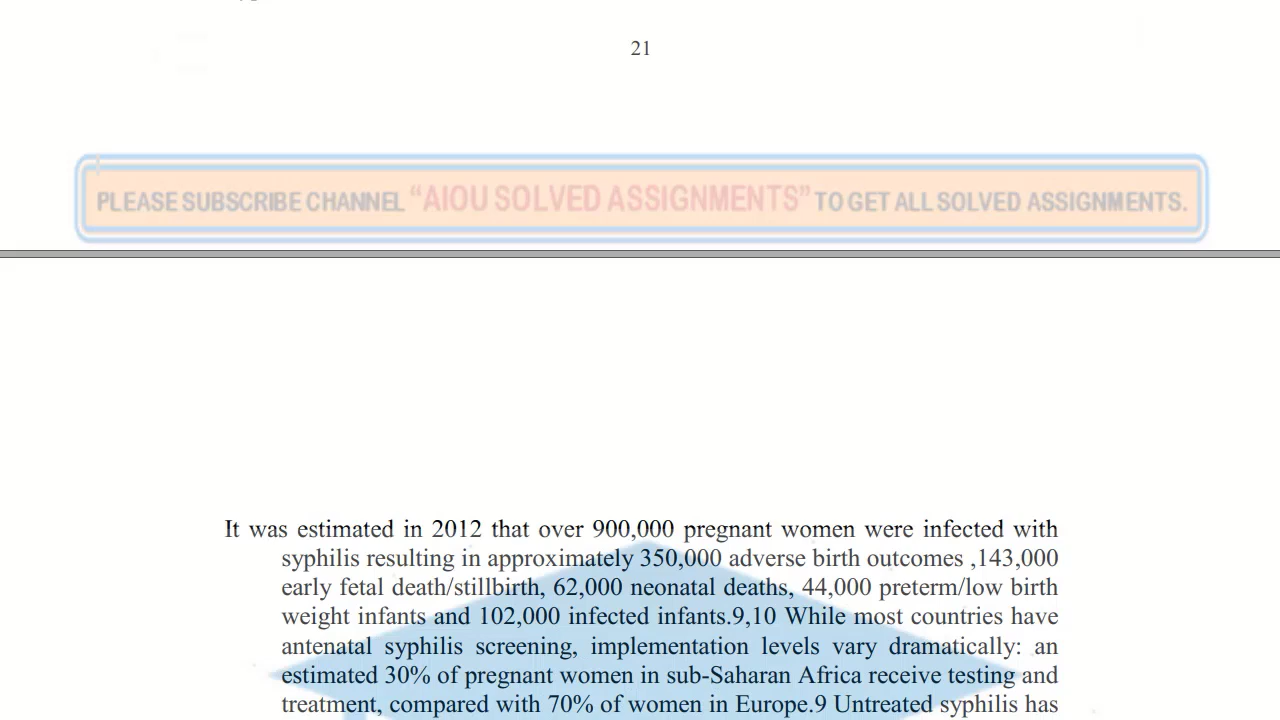 21
PLEASE SUBSCRIBE CHANNEL “AIOU SOLVED ASSIGNMENTS” TO GET ALL SOLVED ASSIGNMENTS.
It was estimated in 2012 that over 900,000 pregnant women were infected with
syphilis resulting in approximately 350,000 adverse birth outcomes ,143,000
early fetal death/stillbirth, 62,000 neonatal deaths, 44,000 preterm/low birth
weight infants and 102,000 infected infants.9,10 While most countries have
antenatal syphilis screening, implementation levels vary dramatically: an
estimated 30% of pregnant women in sub-Saharan Africa receive testing and
treatment, compared with 70% of women in Europe.9 Untreated syphilis has